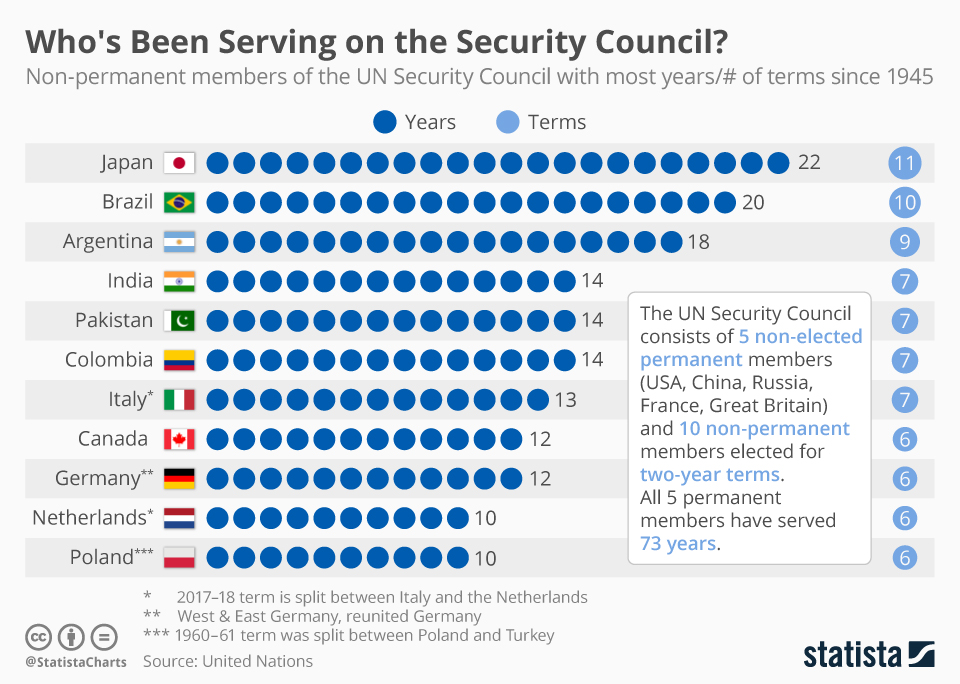 Who's Been Serving on the Security Council?
Non-permanent members of the UN Security Council with most years/# of terms since 1945
Years Terms
Japan 22 11
Brazil 20 10
Argentina 18 9
India 14 7
Pakistan 14 7
Colombia 14 7
Italy* 13 7
Canada 12 6
Germany** 12 6
Netherlands* 10 6
Poland*** 10 6
The UN Security Council
consists of 5 non-elected
permanent members
(USA, China, Russia,
France, Great Britain)
and 10 non-permanent
members elected for
two-year terms.
All 5 permanent
members have served
73 years.
* 2017–18 term is split between Italy and the Netherlands
** West & East Germany, reunited Germany
*** 1960–61 term was split between Poland and Turkey
cc
@StatistaCharts Source: United Nations
statista